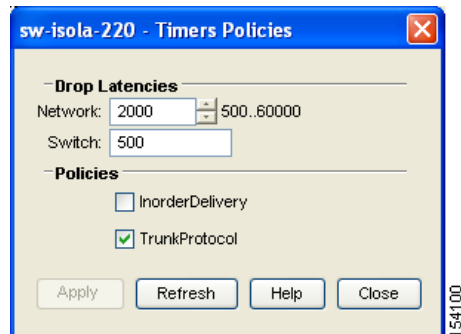 sw-isola-220 - Timers Policies
Drop Latencies
Network: 2000 500..60000
Switch: 500
Policies
InorderDelivery
TrunkProtocol
Apply Refresh Help Close
154100